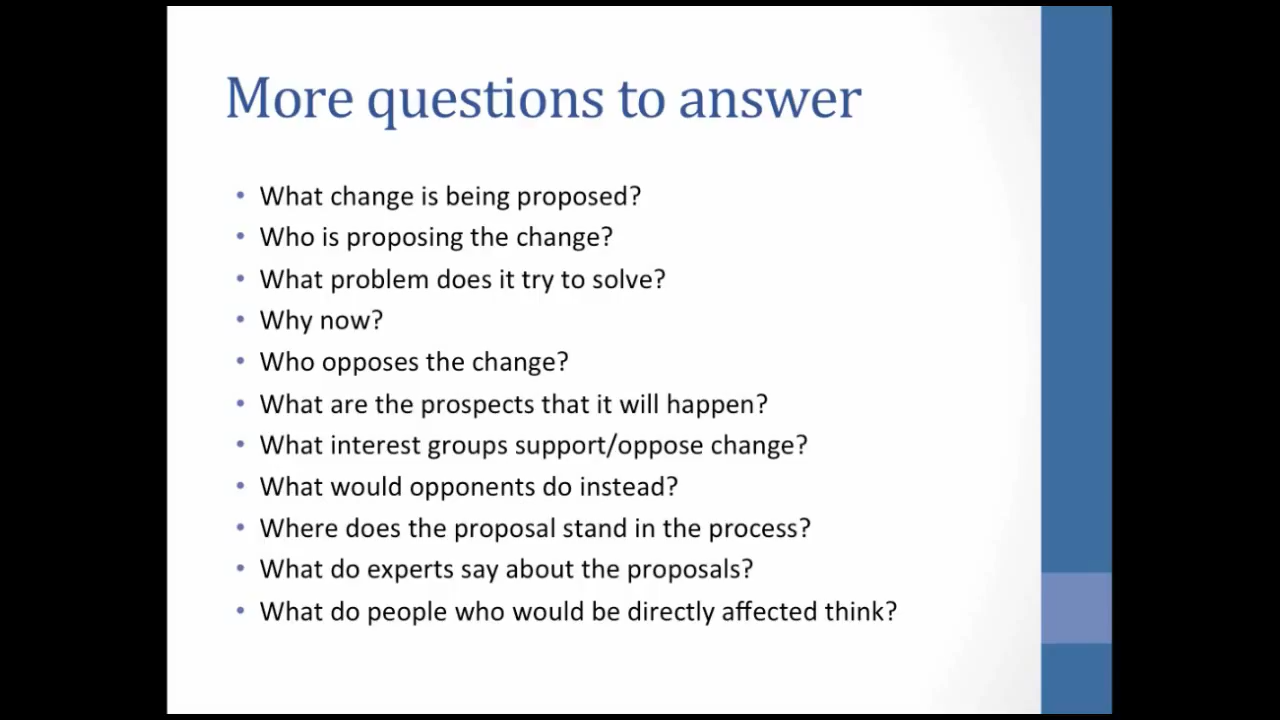 More questions to answer
• What change is being proposed?
• Who is proposing the change?
• What problem does it try to solve?
• Why now?
• Who opposes the change?
• What are the prospects that it will happen?
• What interest groups support/oppose change?
• What would opponents do instead?
• Where does the proposal stand in the process?
• What do experts say about the proposals?
• What do people who would be directly affected think?